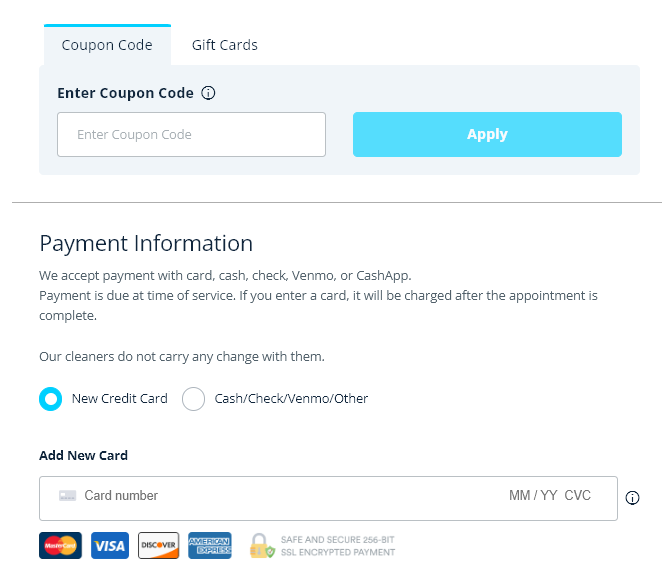 Coupon Code Gift Cards
Enter Coupon Code
Enter Coupon Code Apply
Payment Information
We accept payment with card, cash, check, Venmo, or CashApp.
Payment is due at time of service. If you enter a card, it will be charged after the appointment is
complete.
Our cleaners do not carry any change with them.
New Credit Card Cash/Check/Venmo/Other
Add New Card
Card number MM / YY CVC
MasterCard VISA DISCOVER AMERICAN EXPRESS SAFE AND SECURE 256-BIT
SSL ENCRYPTED PAYMENT